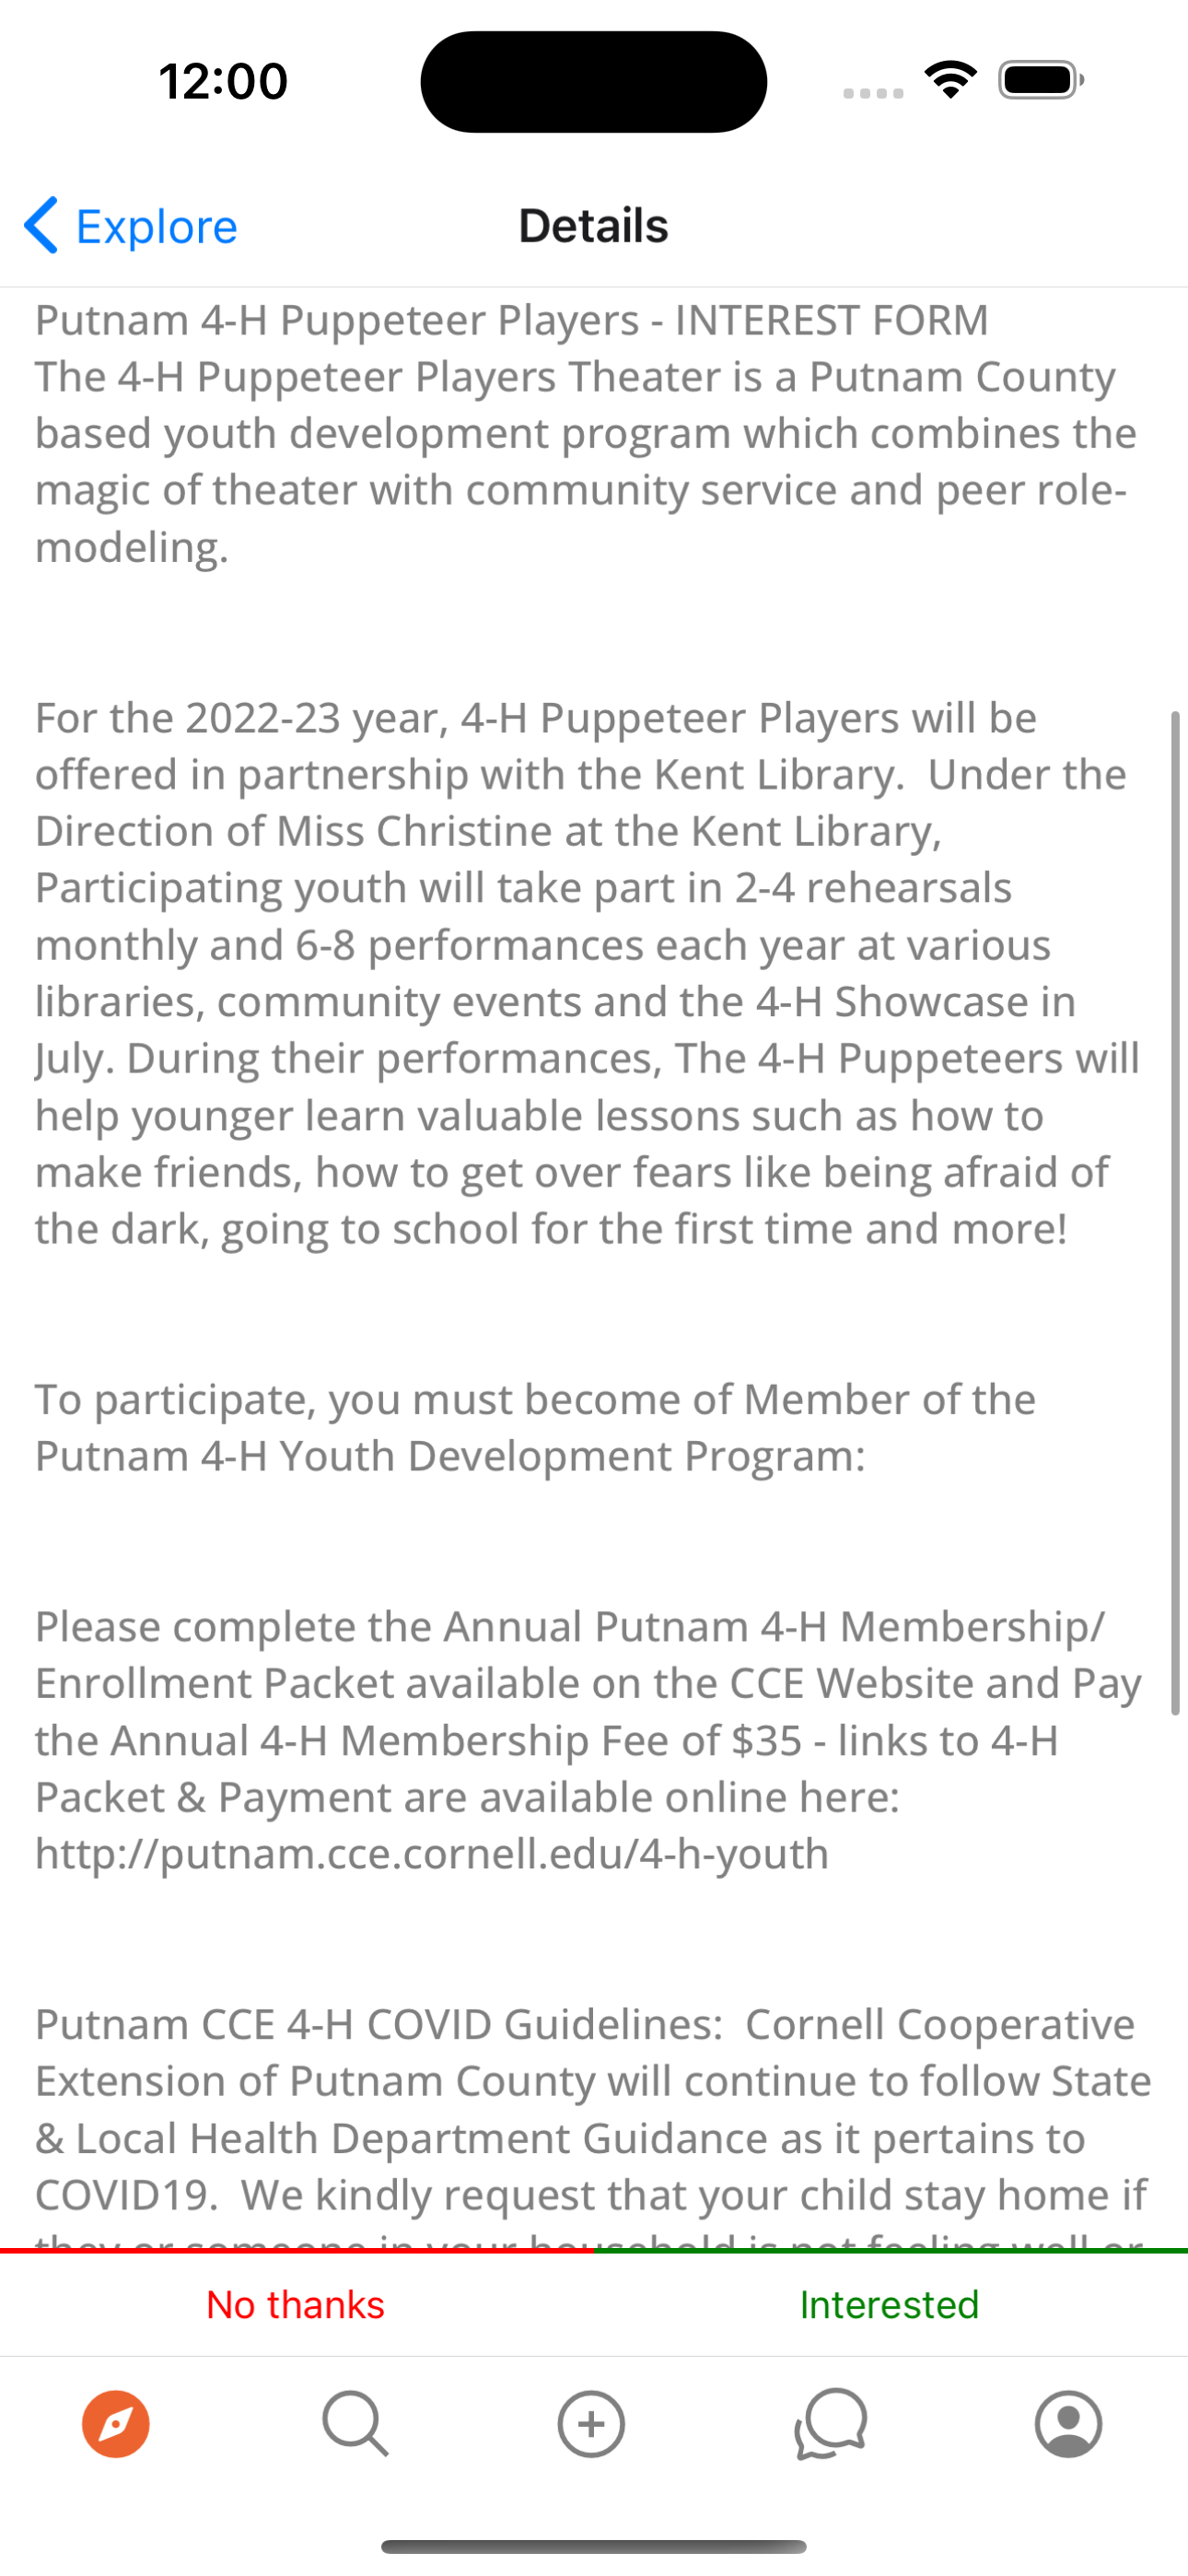 12:00
Explore
Details
Putnam 4-H Puppeteer Players - INTEREST FORM
The 4-H Puppeteer Players Theater is a Putnam County
based youth development program which combines the
magic of theater with community service and peer role-
modeling.
For the 2022-23 year, 4-H Puppeteer Players will be
offered in partnership with the Kent Library.  Under the
Direction of Miss Christine at the Kent Library,
Participating youth will take part in 2-4 rehearsals
monthly and 6-8 performances each year at various
libraries, community events and the 4-H Showcase in
July. During their performances, The 4-H Puppeteers will
help younger learn valuable lessons such as how to
make friends, how to get over fears like being afraid of
the dark, going to school for the first time and more!
To participate, you must become of Member of the
Putnam 4-H Youth Development Program:
Please complete the Annual Putnam 4-H Membership/
Enrollment Packet available on the CCE Website and Pay
the Annual 4-H Membership Fee of $35 - links to 4-H
Packet & Payment are available online here:
http://putnam.cce.cornell.edu/4-h-youth
Putnam CCE 4-H COVID Guidelines:  Cornell Cooperative
Extension of Putnam County will continue to follow State
& Local Health Department Guidance as it pertains to
COVID19.  We kindly request that your child stay home if
they or someone in your household is not feeling well or
No thanks
Interested